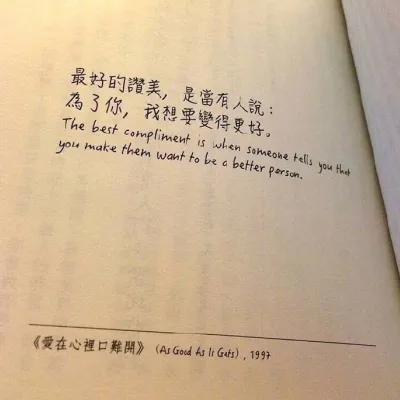 最好的讚美，是當有人說：
為了你，我想要變得更好。
The best compliment is when someone tells you that
you make them want to be a better person.
《愛在心裡口難開》 (As Good As It Gets) , 1997